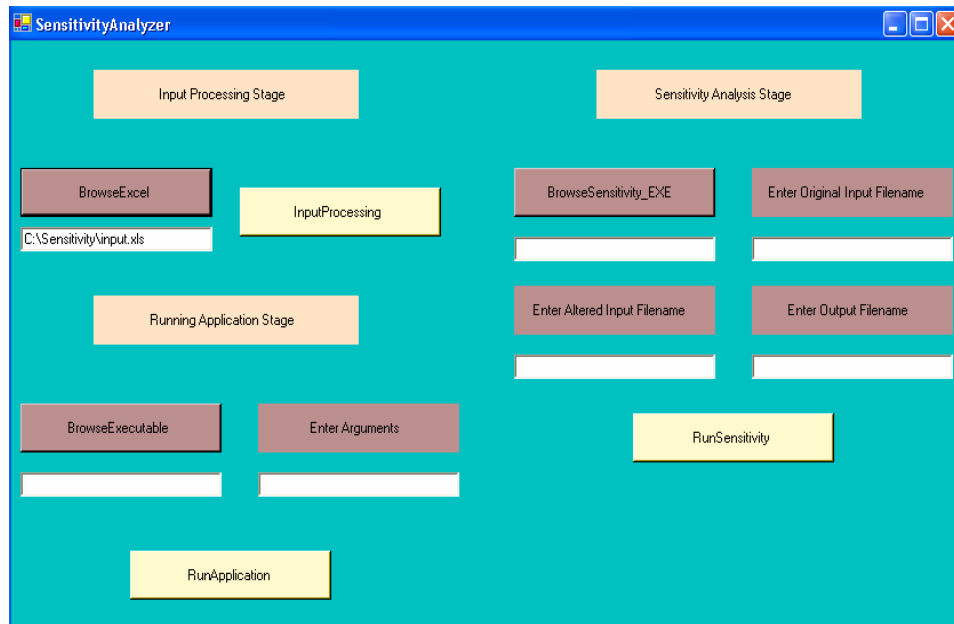 SensitivityAnalyzer
Input Processing Stage
Sensitivity Analysis Stage
BrowseExcel
InputProcessing
C:\Sensitivity\input.xls
BrowseSensitivity_EXE
Enter Original Input Filename
Running Application Stage
Enter Altered Input Filename
Enter Output Filename
BrowseExecutable
Enter Arguments
RunSensitivity
RunApplication